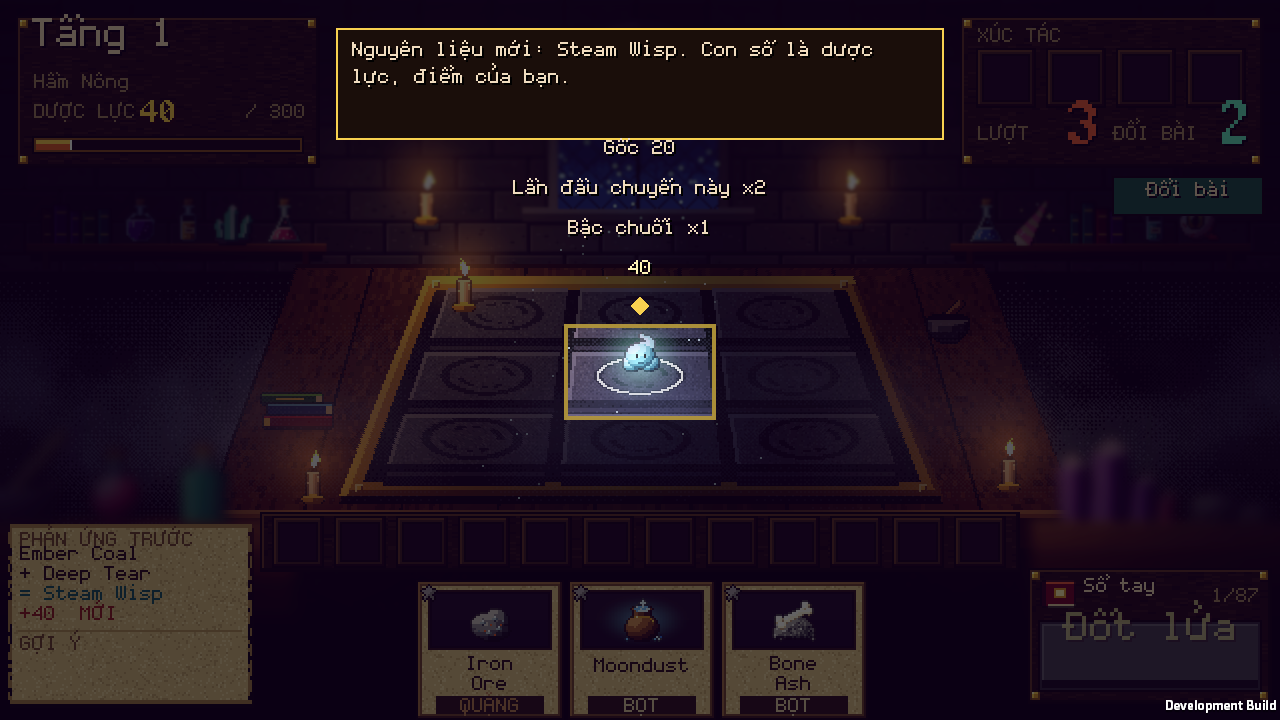 Tầng 1
Hầm Nông
DƯỢC LỰC 40 / 300
Nguyên liệu mới: Steam Wisp. Con số là dược
lực, điểm của bạn.
XÚC TÁC
LƯỢT 3 ĐỔI BÀI 2
Đổi bài
Gốc 20
Lần đầu chuyến này x2
Bậc chuỗi x1
40
PHẢN ỨNG TRƯỚC
Ember Coal
+ Deep Tear
= Steam Wisp
+40 MỚI
GỢI Ý
Iron
Ore
QUẶNG
Moondust
BỘT
Bone
Ash
BỘT
Sổ tay
1/87
Đốt lửa
Development Build